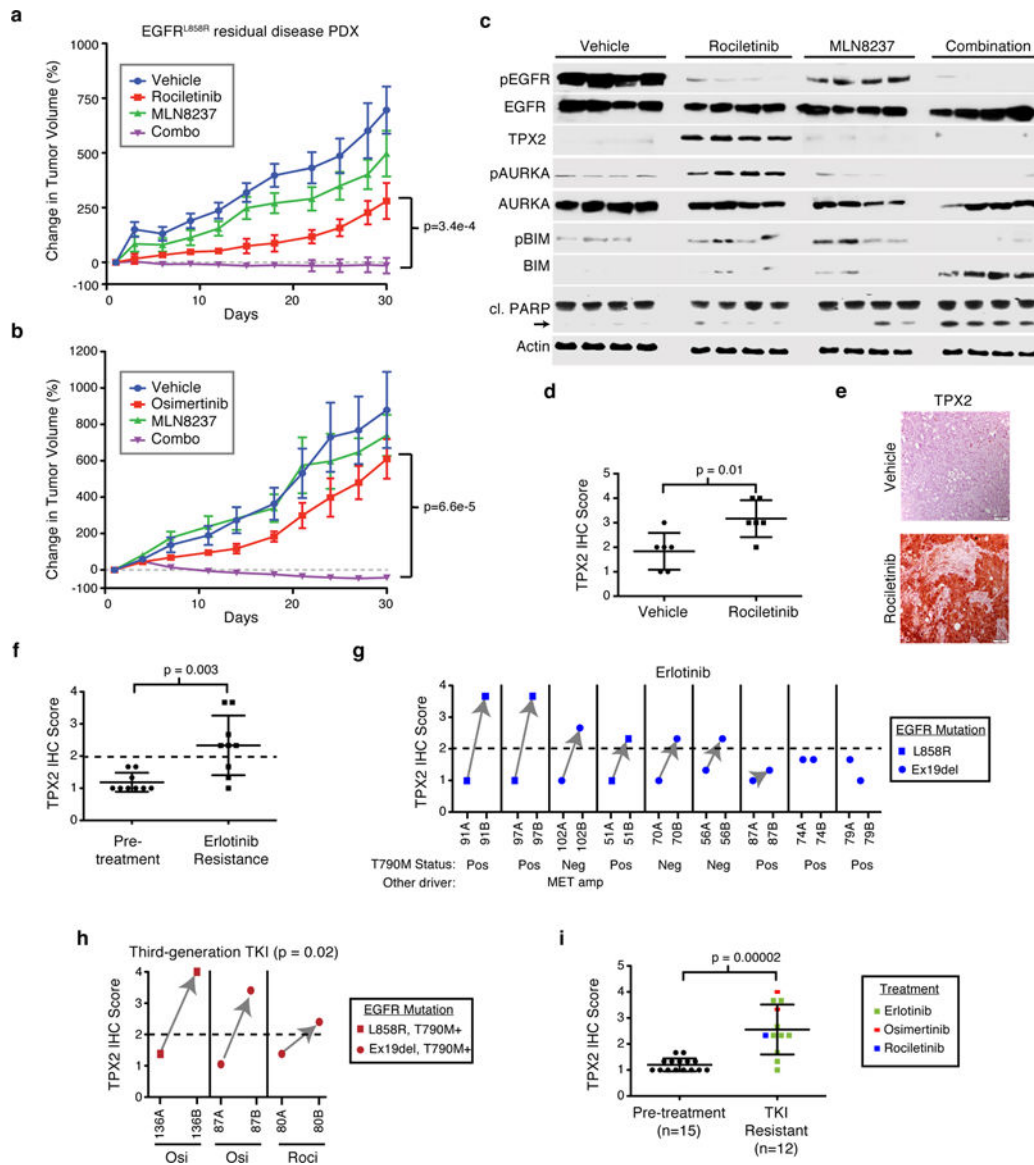 a
EGFR^L858R residual disease PDX
Change in Tumor Volume (%)
1000
750
500
250
0
-100
Vehicle
Rociletinib
MLN8237
Combo
p=3.4e-4
0 10 20 30
Days
b
Change in Tumor Volume (%)
1200
1000
800
600
400
200
0
-100
Vehicle
Osimertinib
MLN8237
Combo
p=6.6e-5
0 10 20 30
Days
c
Vehicle Rociletinib MLN8237 Combination
pEGFR
EGFR
TPX2
pAURKA
AURKA
pBIM
BIM
cl. PARP
Actin
d
p = 0.01
TPX2 IHC Score
5
4
3
2
1
0
Vehicle Rociletinib
e
TPX2
Vehicle
Rociletinib
f
p = 0.003
TPX2 IHC Score
4
3
2
1
0
Pre-treatment
Erlotinib Resistance
g
Erlotinib
TPX2 IHC Score
4
3
2
1
0
91A 91B 97A 97B 102A 102B 51A 51B 70A 70B 56A 56B 87A 87B 74A 74B 79A 79B
T790M Status: Pos Pos Neg Pos Neg Neg Pos Pos Pos
Other driver: MET amp
EGFR Mutation
L858R
Ex19del
h
Third-generation TKI (p = 0.02)
TPX2 IHC Score
4
3
2
1
0
136A 136B 87A 87B 80A 80B
Osi Osi Roci
EGFR Mutation
L858R, T790M+
Ex19del, T790M+
i
p = 0.00002
TPX2 IHC Score
5
4
3
2
1
0
Pre-treatment (n=15)
TKI Resistant (n=12)
Treatment
Erlotinib
Osimertinib
Rociletinib